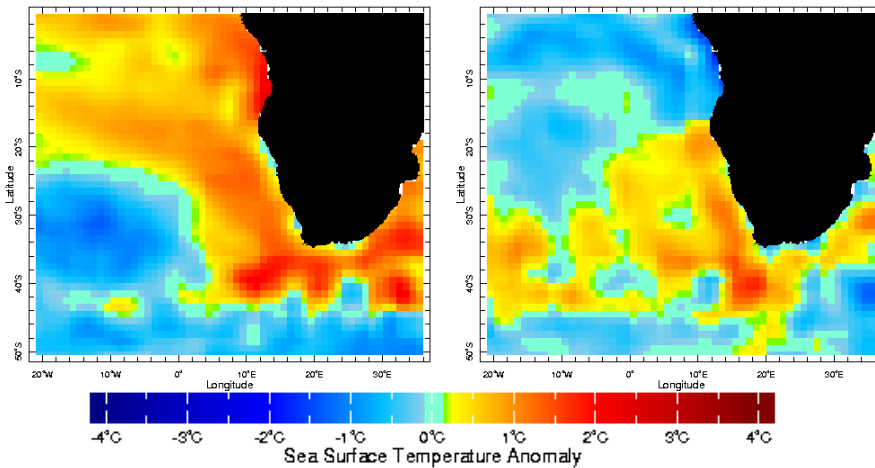 10°S 10°S
20°S 20°S
Latitude Latitude
30°S 30°S
40°S 40°S
50°S 50°S
20°W 10°W 0° 10°E 20°E 30°E 20°W 10°W 0° 10°E 20°E 30°E
Longitude Longitude
-4°C -3°C -2°C -1°C 0°C 1°C 2°C 3°C 4°C
Sea Surface Temperature Anomaly